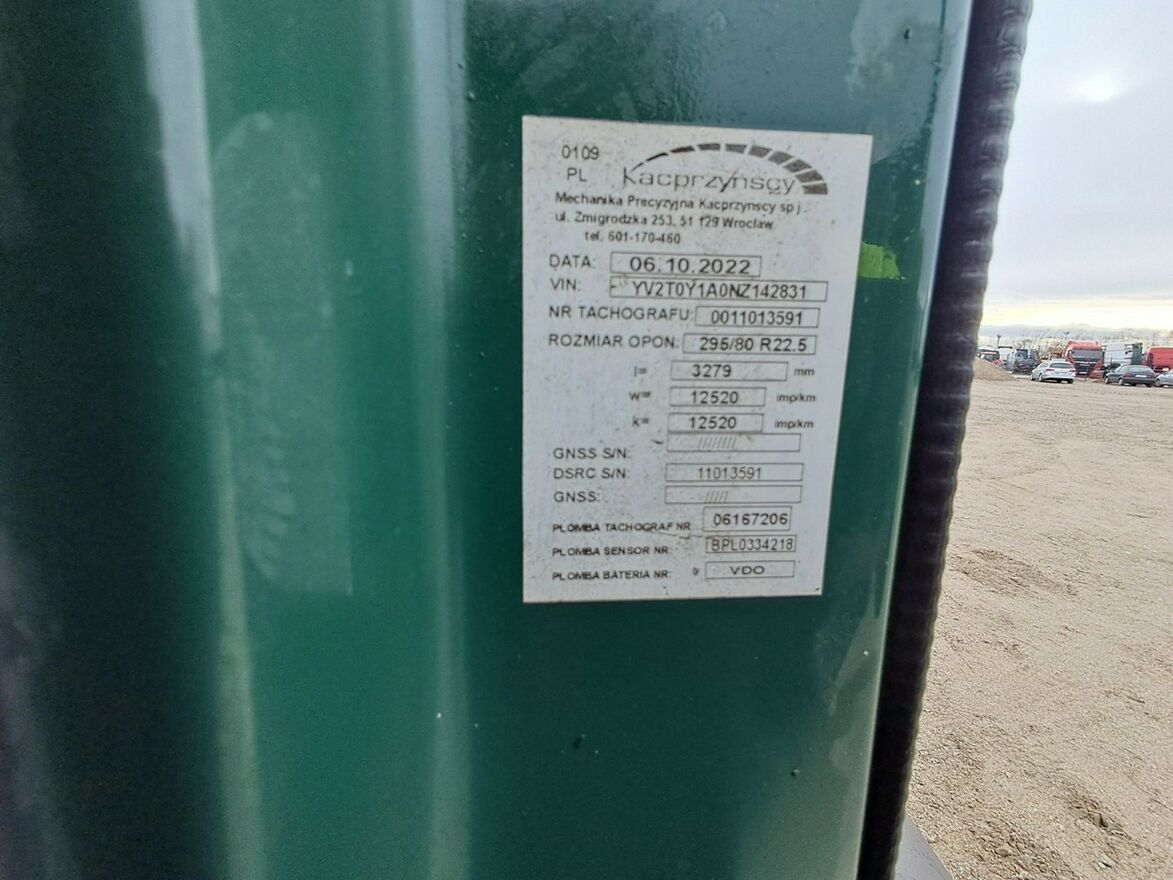 0109
PL Kacprzyńscy
Mechanika Precyzyjna Kacprzynscy sp j
ul. Zmigrodzka 253, 51 129 Wroclaw
tel. 601-170-460
DATA: 06.10.2022
VIN: YV2T0Y1A0NZ142831
NR TACHOGRAFU: 0011013591
ROZMIAR OPON: 295/80 R22.5
l= 3279 mm
w= 12520 imp/km
k= 12520 imp/km
GNSS S/N: ///////
DSRC S/N: 11013591
GNSS: /////
PLOMBA TACHOGRAF NR 06167206
PLOMBA SENSOR NR: BPL0334218
PLOMBA BATERIA NR: VDO